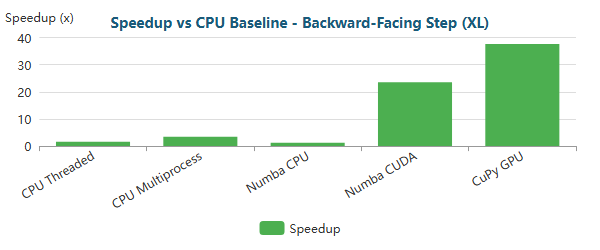 Speedup (x)
Speedup vs CPU Baseline - Backward-Facing Step (XL)
40
30
20
10
0
CPU Threaded
CPU Multiprocess
Numba CPU
Numba CUDA
CuPy GPU
Speedup